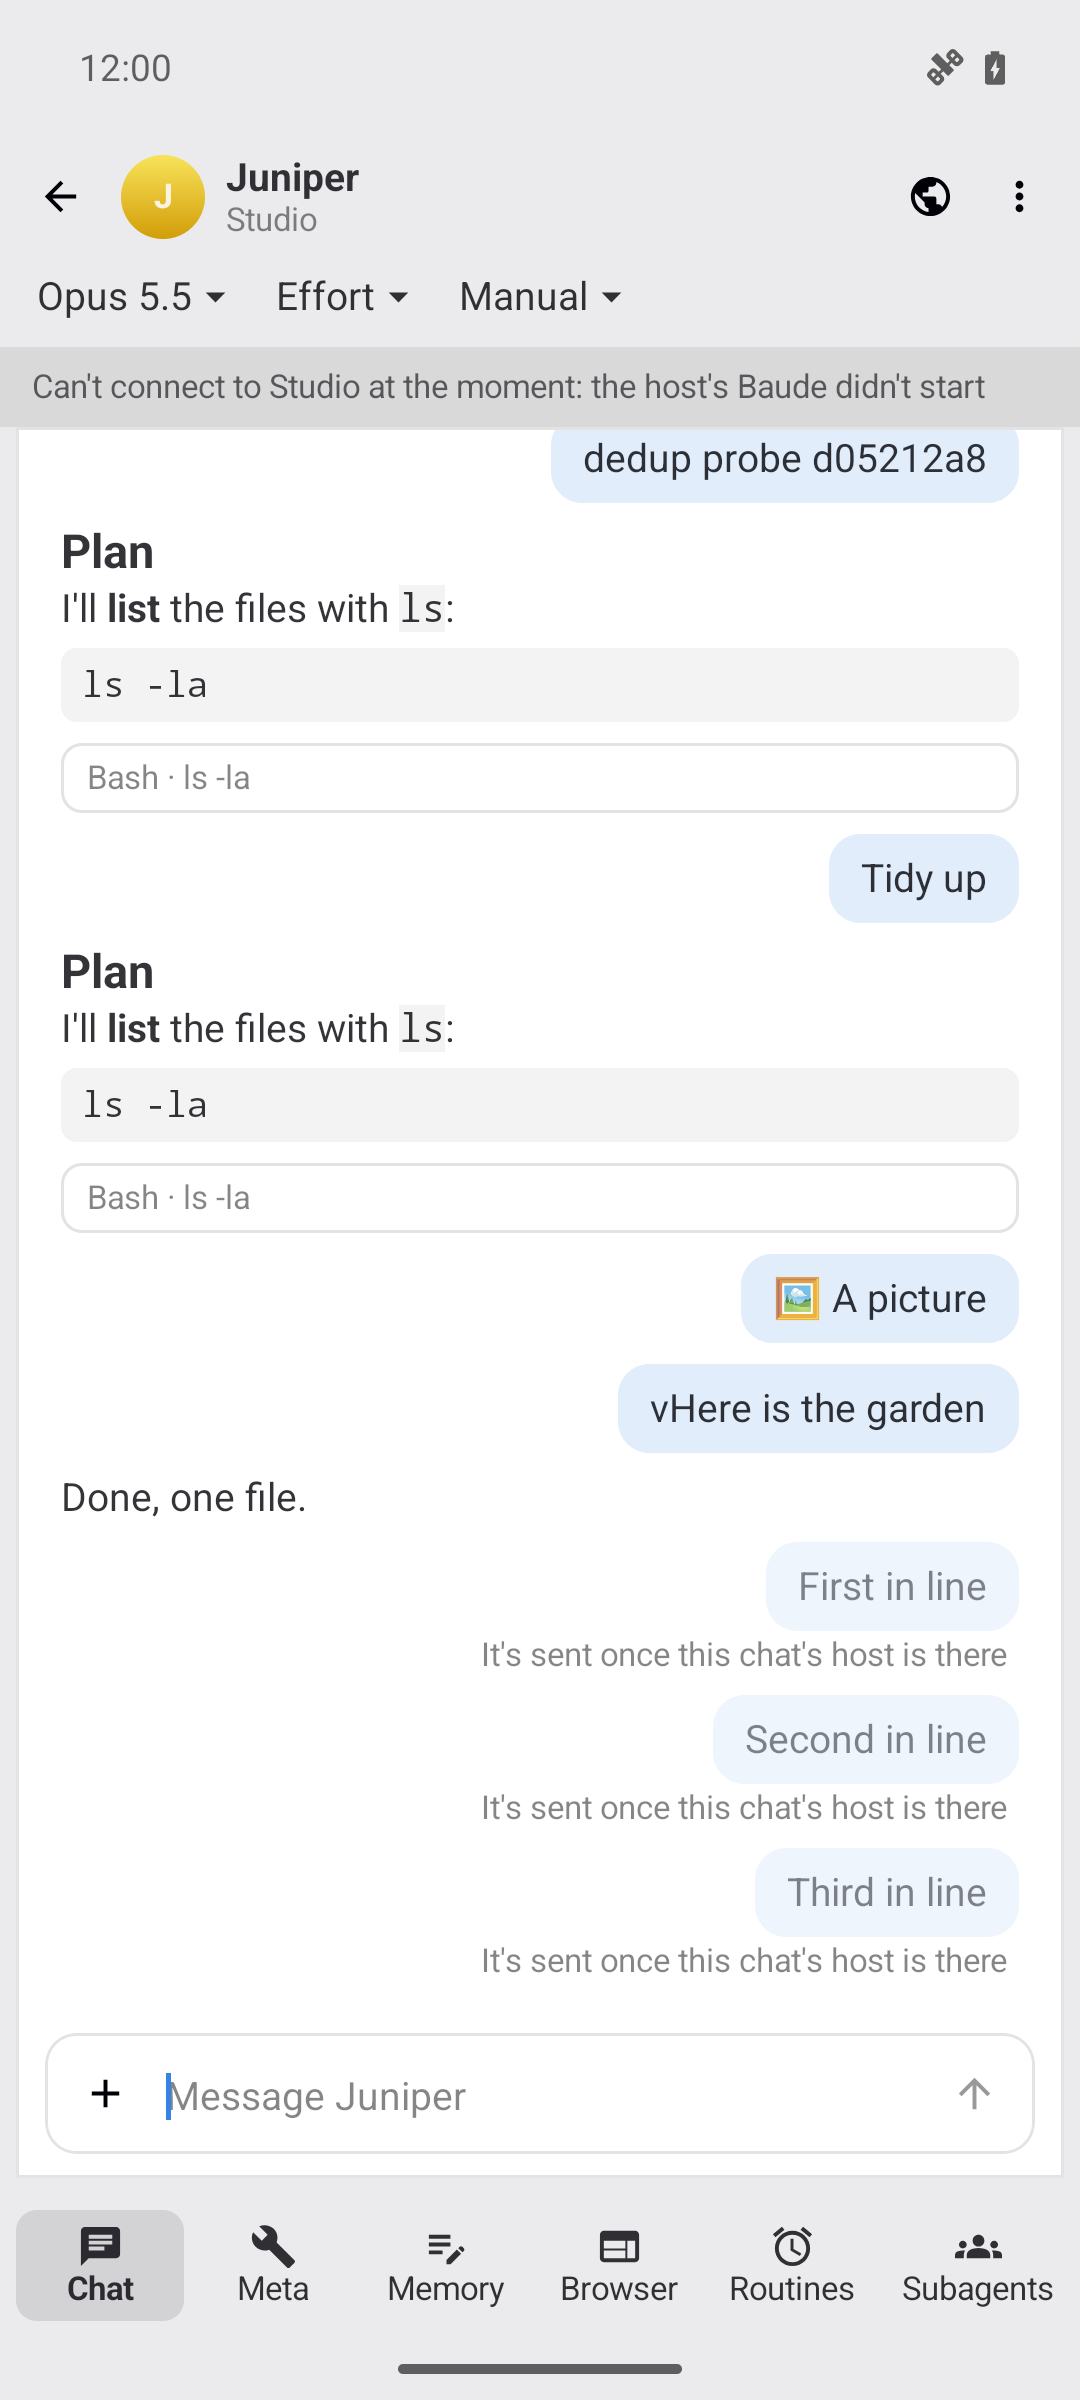 12:00
J
Juniper
Studio
Opus 5.5
Effort
Manual
Can't connect to Studio at the moment: the host's Baude didn't start
dedup probe d05212a8
Plan
I'll list the files with ls:
ls -la
Bash · ls -la
Tidy up
Plan
I'll list the files with ls:
ls -la
Bash · ls -la
🖼️ A picture
vHere is the garden
Done, one file.
First in line
It's sent once this chat's host is there
Second in line
It's sent once this chat's host is there
Third in line
It's sent once this chat's host is there
Message Juniper
Chat
Meta
Memory
Browser
Routines
Subagents